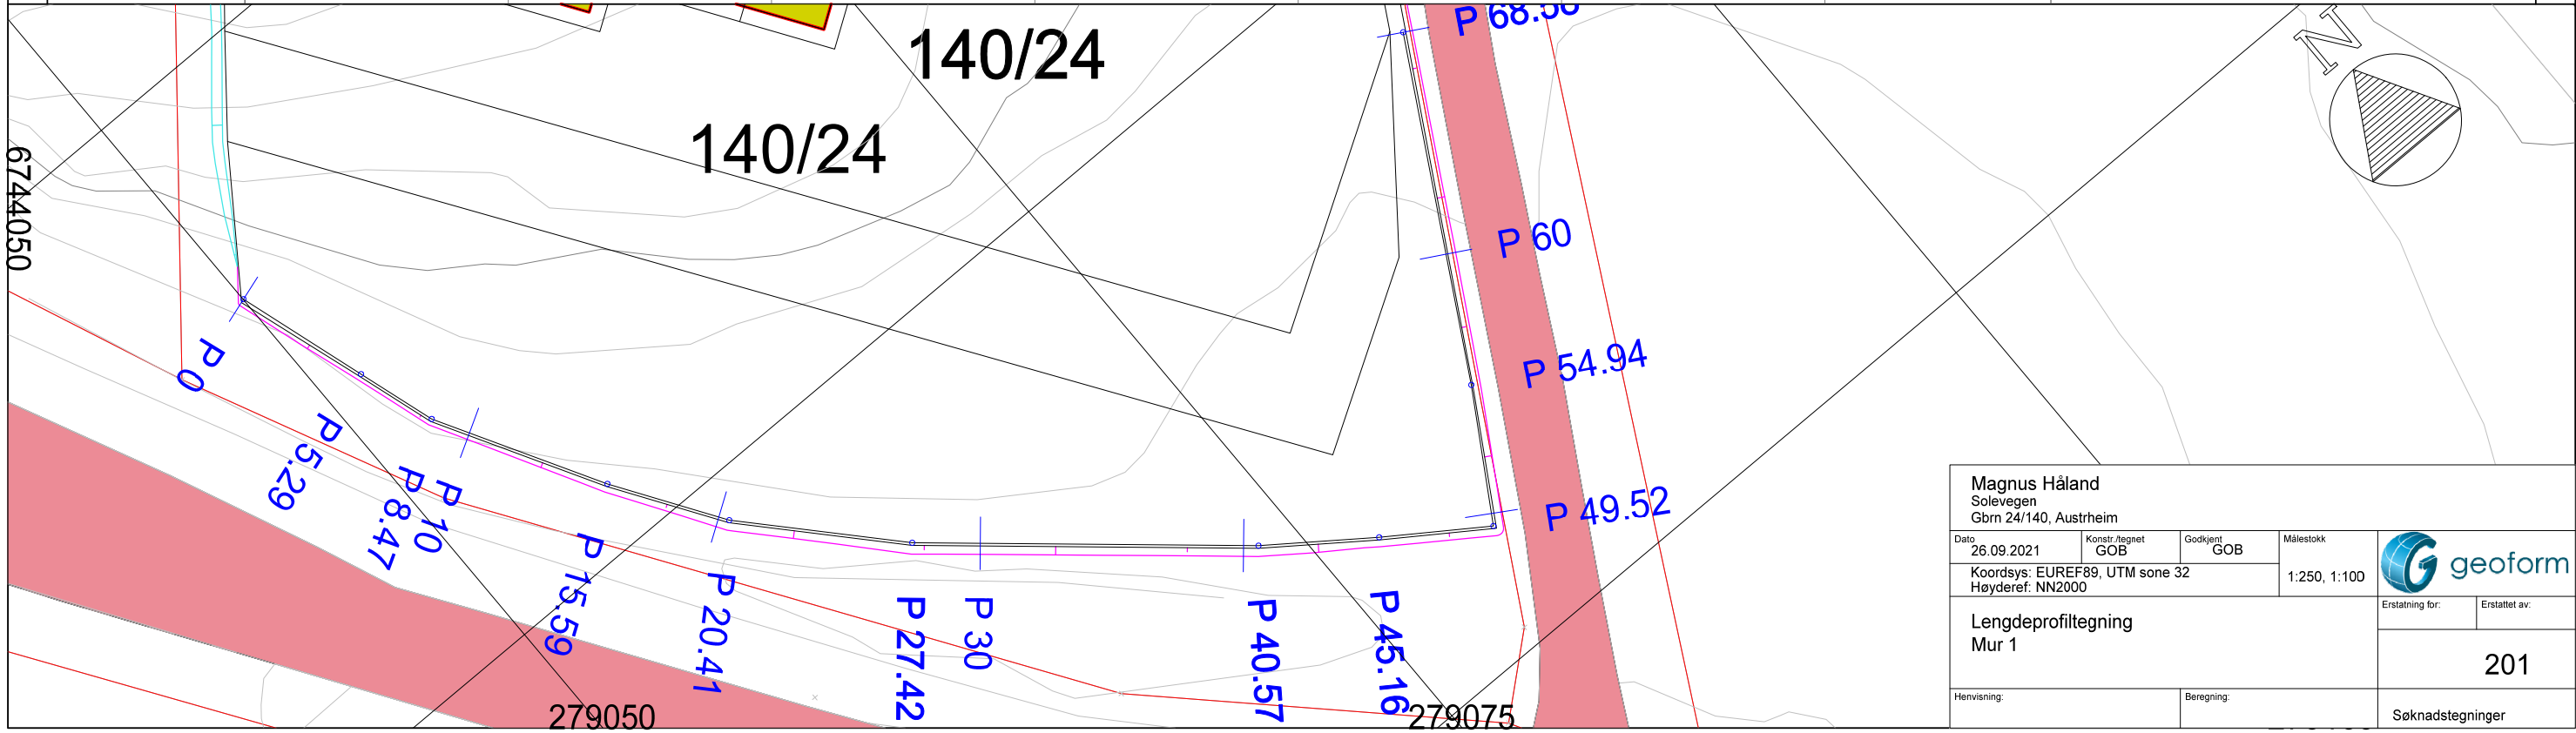 140/24
140/24
N
6744050
P 68.58
P 60
P 54.94
P 49.52
P 0
P 5.29
P 8.47
P 10
P 15.59
P 20.41
P 27.42
P 30
P 40.57
P 45.16
279050
279075
Magnus Håland
Solevegen
Gbrn 24/140, Austrheim
Dato
26.09.2021
Konstr./tegnet
GOB
Godkjent
GOB
Målestokk
1:250, 1:100
Koordsys: EUREF89, UTM sone 32
Høyderef: NN2000
geoform
Erstatning for:
Erstattet av:
Lengdeprofiltegning
Mur 1
201
Henvisning:
Beregning:
Søknadstegninger